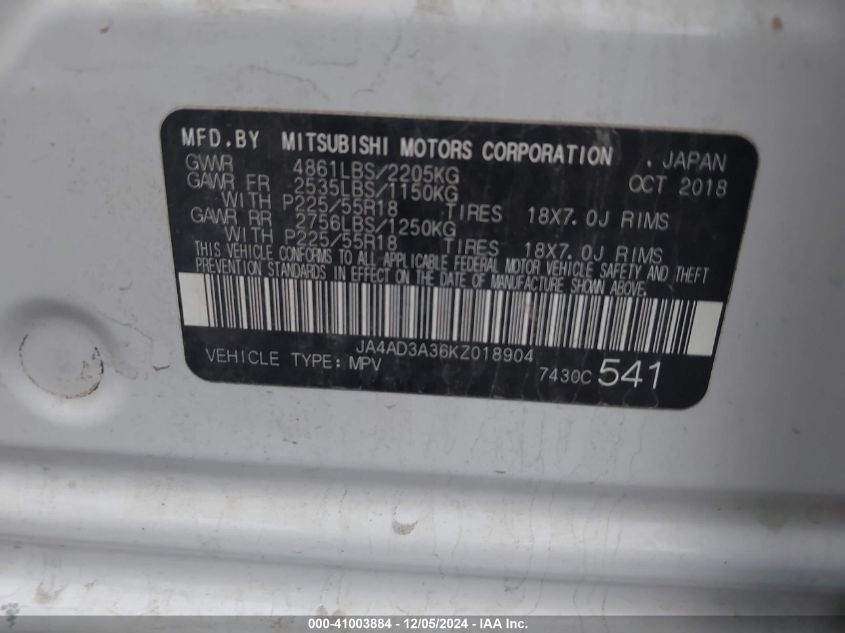 MFD.BY MITSUBISHI MOTORS CORPORATION . JAPAN
GVWR 4861LBS/2205KG OCT 2018
GAWR FR 2535LBS/1150KG
WITH P225/55R18 TIRES 18X7.0J RIMS
GAWR RR 2756LBS/1250KG
WITH P225/55R18 TIRES 18X7.0J RIMS
THIS VEHICLE CONFORMS TO ALL APPLICABLE FEDERAL MOTOR VEHICLE SAFETY AND THEFT
PREVENTION STANDARDS IN EFFECT ON THE DATE OF MANUFACTURE SHOWN ABOVE.
JA4AD3A36KZ018904
VEHICLE TYPE: MPV 7430C 541
000-41003884 - 12/05/2024 - IAA, Inc.